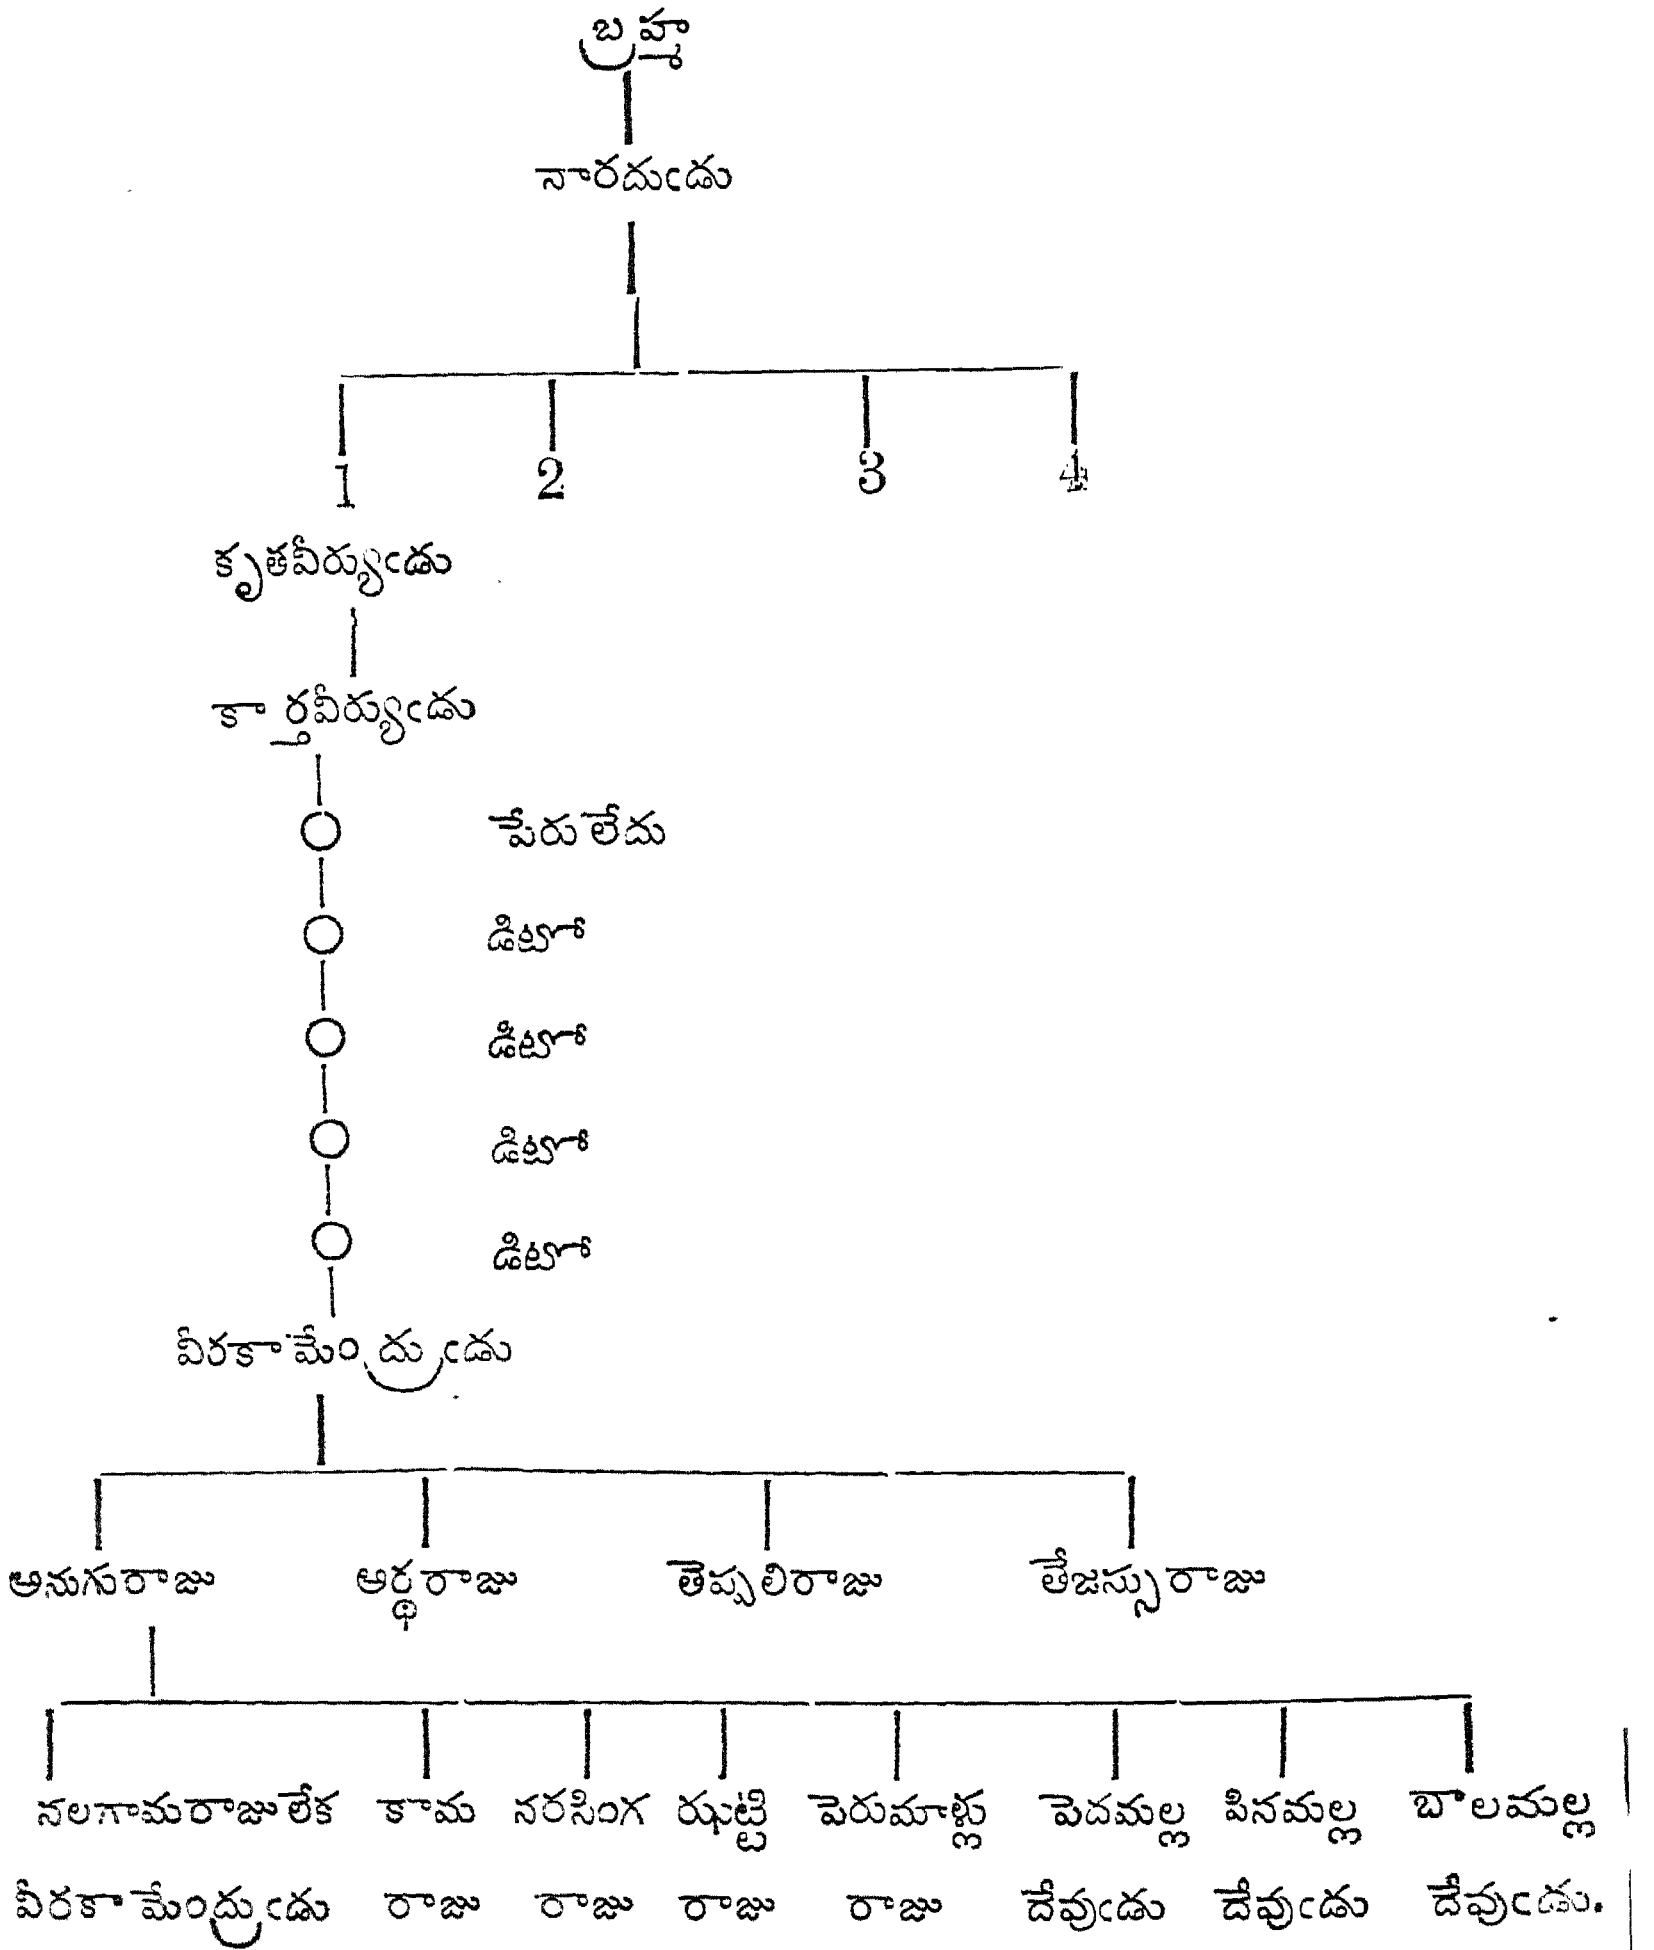 బ్రహ్మ
నారదుఁడు
1 2 3 4
కృతవీర్యుఁడు
కార్తవీర్యుఁడు
పేరులేదు
డిటో
డిటో
డిటో
డిటో
వీరకామేంద్రుఁడు
అనుగురాజు అర్థరాజు తెప్పలిరాజు తేజస్సురాజు
నలగామరాజులేక కామ నరసింగ ఝట్టి పెరుమాళ్లు పెదమల్ల పినమల్ల బాలమల్ల
వీరకామేంద్రుఁడు రాజు రాజు రాజు రాజు దేవుఁడు దేవుఁడు దేవుఁడు.